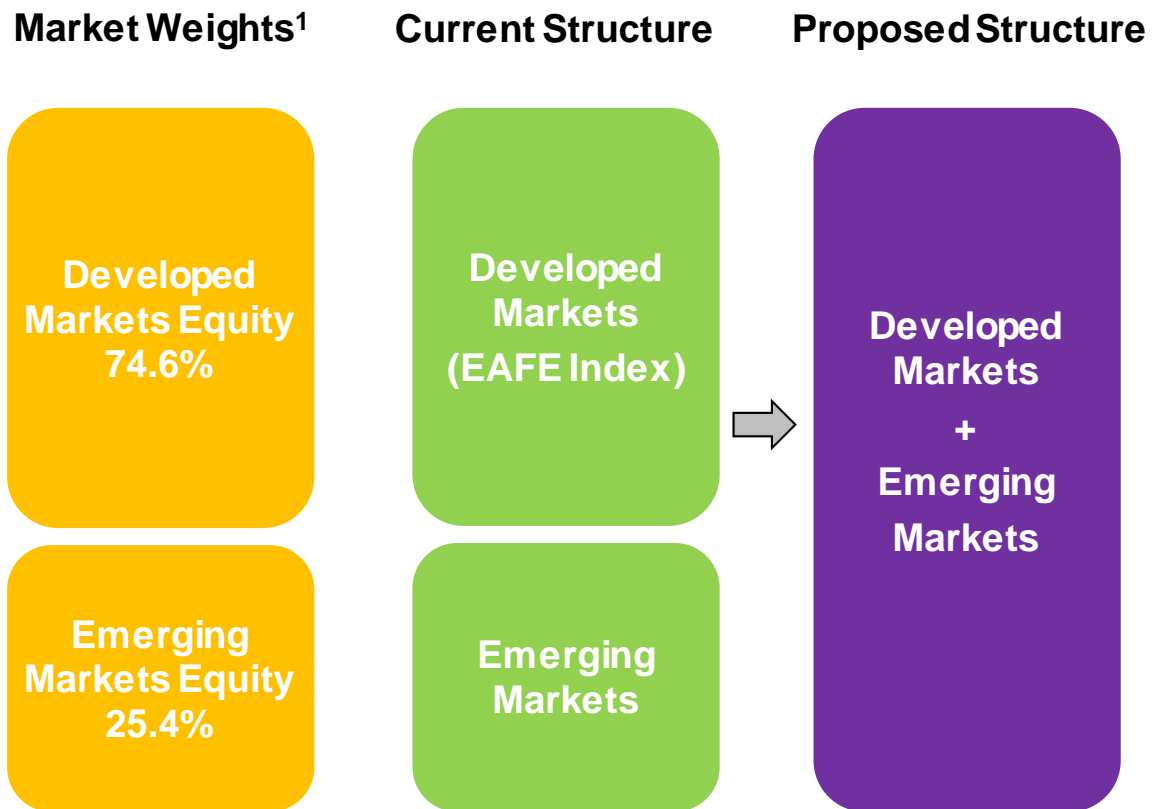 Market Weights¹
Current Structure
Proposed Structure
Developed
Markets Equity
74.6%
Emerging
Markets Equity
25.4%
Developed
Markets
(EAFE Index)
Emerging
Markets
Developed
Markets
+
Emerging
Markets